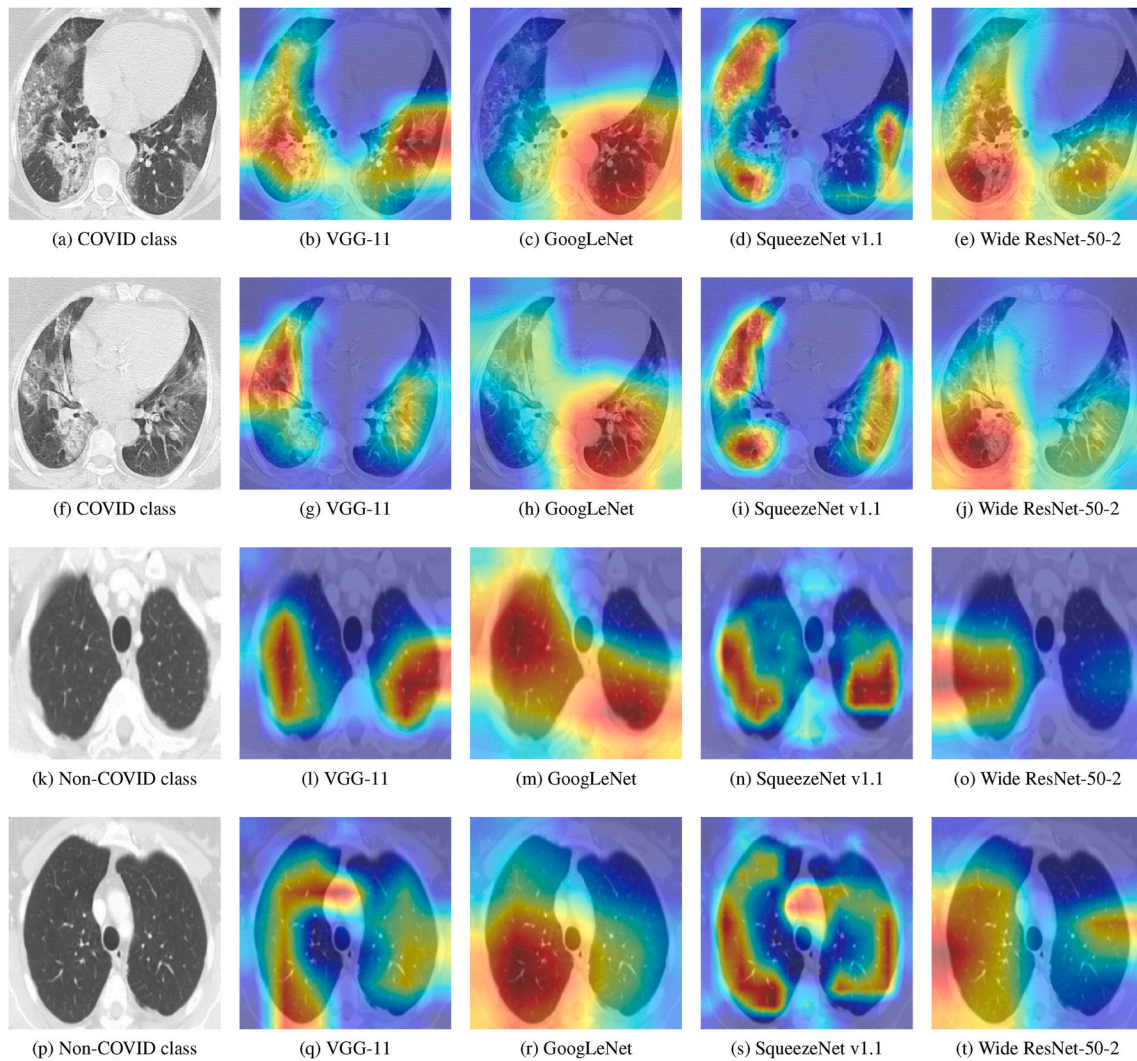 (a) COVID class
(b) VGG-11
(c) GoogLeNet
(d) SqueezeNet v1.1
(e) Wide ResNet-50-2
(f) COVID class
(g) VGG-11
(h) GoogLeNet
(i) SqueezeNet v1.1
(j) Wide ResNet-50-2
(k) Non-COVID class
(l) VGG-11
(m) GoogLeNet
(n) SqueezeNet v1.1
(o) Wide ResNet-50-2
(p) Non-COVID class
(q) VGG-11
(r) GoogLeNet
(s) SqueezeNet v1.1
(t) Wide ResNet-50-2